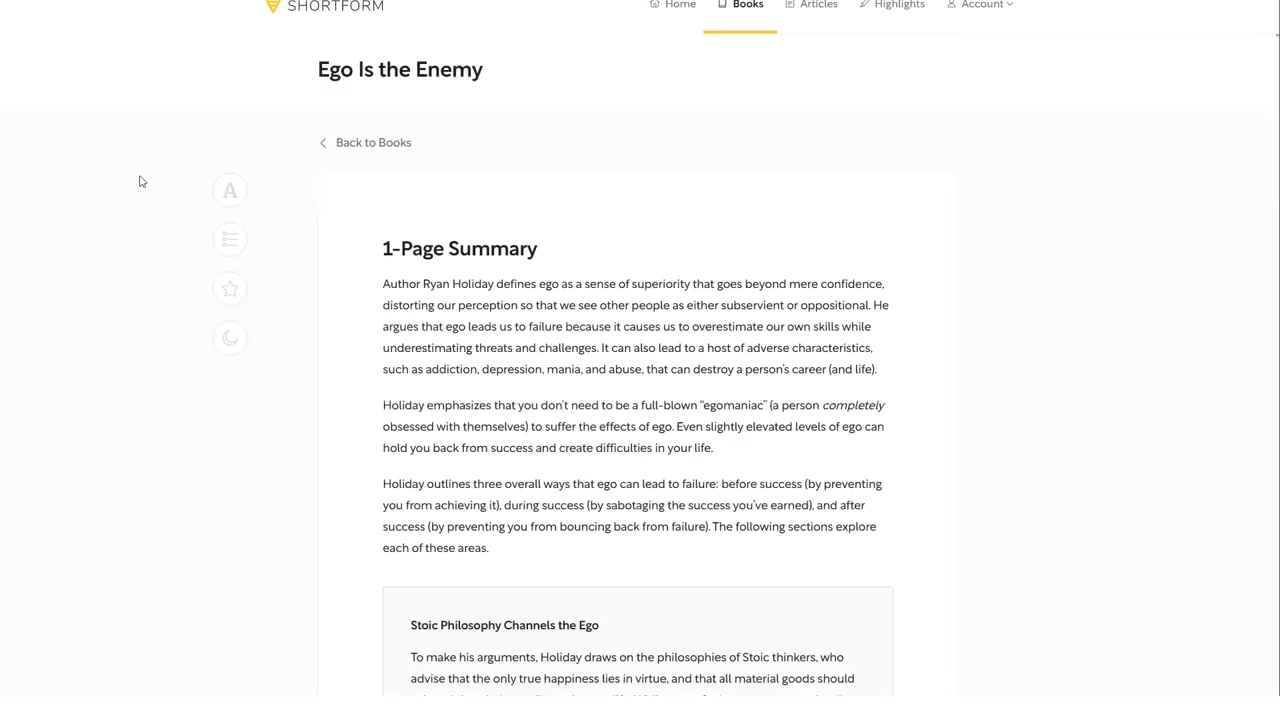 SHORTFORM
Home
Books
Articles
Highlights
Account
Ego Is the Enemy
Back to Books
A
1-Page Summary
Author Ryan Holiday defines ego as a sense of superiority that goes beyond mere confidence,
distorting our perception so that we see other people as either subservient or oppositional. He
argues that ego leads us to failure because it causes us to overestimate our own skills while
underestimating threats and challenges. It can also lead to a host of adverse characteristics,
such as addiction, depression, mania, and abuse, that can destroy a person's career (and life).
Holiday emphasizes that you don't need to be a full-blown “egomaniac” (a person completely
obsessed with themselves) to suffer the effects of ego. Even slightly elevated levels of ego can
hold you back from success and create difficulties in your life.
Holiday outlines three overall ways that ego can lead to failure: before success (by preventing
you from achieving it), during success (by sabotaging the success you've earned), and after
success (by preventing you from bouncing back from failure). The following sections explore
each of these areas.
Stoic Philosophy Channels the Ego
To make his arguments, Holiday draws on the philosophies of Stoic thinkers, who
advise that the only true happiness lies in virtue, and that all material goods should